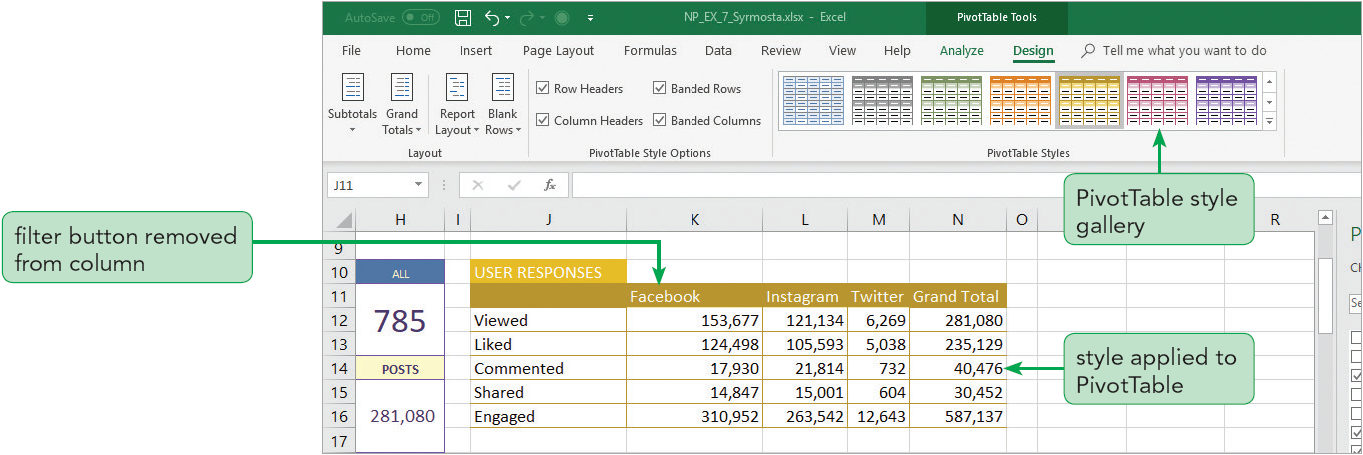 AutoSave Off NP_EX_7_Syrmosta.xlsx - Excel PivotTable Tools
File Home Insert Page Layout Formulas Data Review View Help Analyze Design Tell me what you want to do
Subtotals
Grand Totals
Report Layout
Blank Rows
Layout
Row Headers Banded Rows
Column Headers Banded Columns
PivotTable Style Options
PivotTable Styles
J11 fx
PivotTable style
gallery
filter button removed
from column
H I J K L M N O R
9
10 ALL USER RESPONSES
11 Facebook Instagram Twitter Grand Total
785
12 Viewed 153,677 121,134 6,269 281,080
13 Liked 124,498 105,593 5,038 235,129
14 POSTS Commented 17,930 21,814 732 40,476
15 Shared 14,847 15,001 604 30,452
16 281,080 Engaged 310,952 263,542 12,643 587,137
17
style applied to
PivotTable